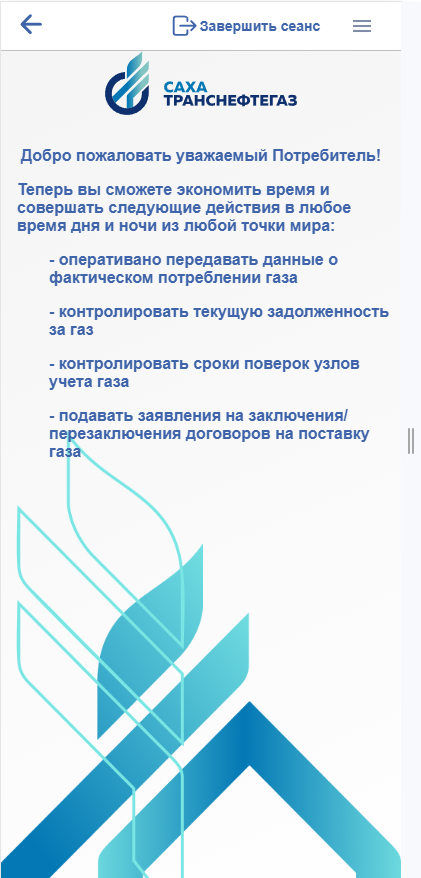 Завершить сеанс
САХА
ТРАНСНЕФТЕГАЗ
Добро пожаловать уважаемый Потребитель!
Теперь вы сможете экономить время и
совершать следующие действия в любое
время дня и ночи из любой точки мира:
- оперативано передавать данные о
фактическом потреблении газа
- контролировать текущую задолженность
за газ
- контролировать сроки поверок узлов
учета газа
- подавать заявления на заключения/
перезаключения договоров на поставку
газа